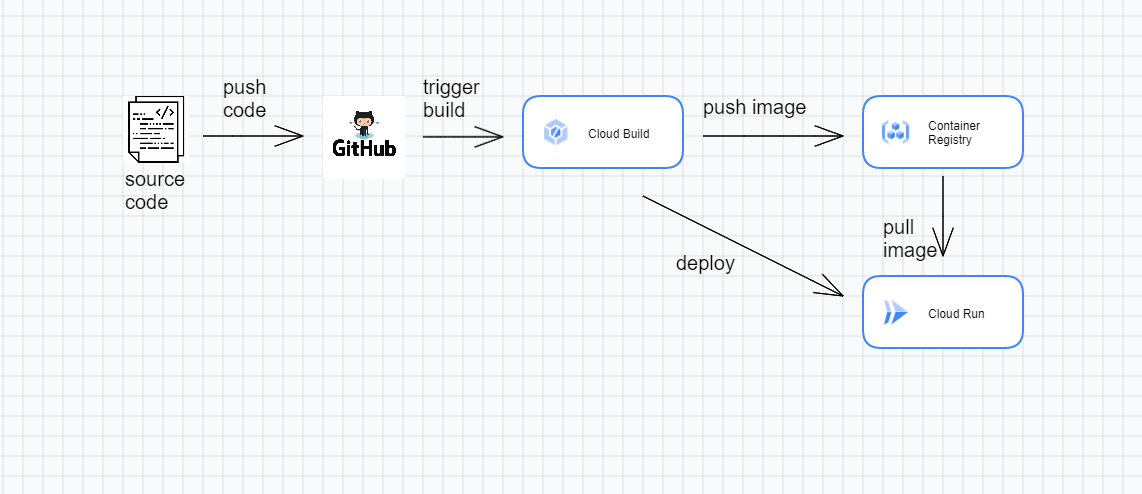 push
code
trigger
build
push image
</>
GitHub
Cloud Build
Container
Registry
source
code
pull
image
deploy
Cloud Run